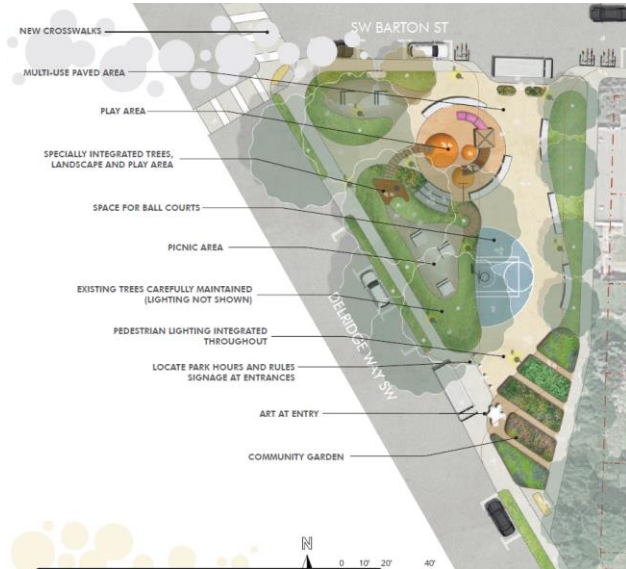 SW BARTON ST
NEW CROSSWALKS
MULTI-USE PAVED AREA
PLAY AREA
SPECIALLY INTEGRATED TREES,
LANDSCAPE AND PLAY AREA
SPACE FOR BALL COURTS
PICNIC AREA
EXISTING TREES CAREFULLY MAINTAINED
(LIGHTING NOT SHOWN)
DELRIDGE WAY SW
PEDESTRIAN LIGHTING INTEGRATED
THROUGHOUT
LOCATE PARK HOURS AND RULES
SIGNAGE AT ENTRANCES
ART AT ENTRY
COMMUNITY GARDEN
N
0 10' 20' 40'